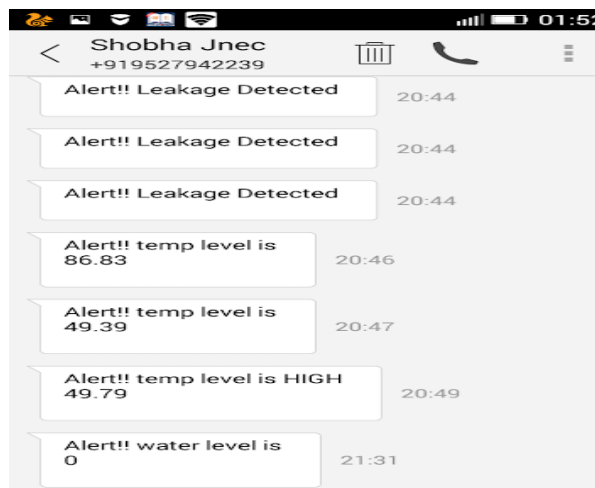 01:52
Shobha Jnec
+919527942239
Alert!! Leakage Detected
20:44
Alert!! Leakage Detected
20:44
Alert!! Leakage Detected
20:44
Alert!! temp level is
86.83
20:46
Alert!! temp level is
49.39
20:47
Alert!! temp level is HIGH
49.79
20:49
Alert!! water level is
0
21:31